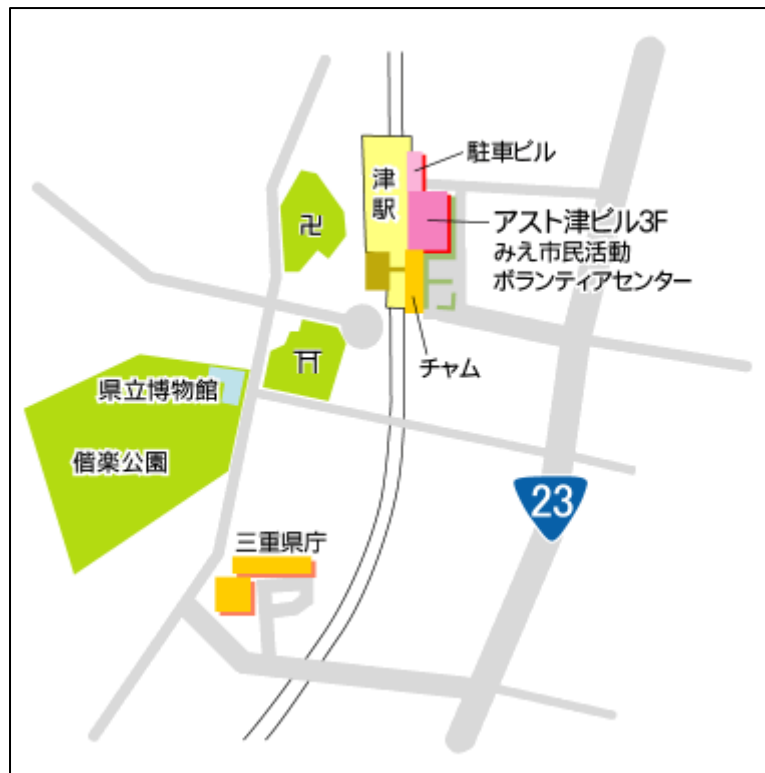 駐車ビル
津駅
アスト津ビル3F
みえ市民活動
ボランティアセンター
卍
チャム
県立博物館
偕楽公園
23
三重県庁